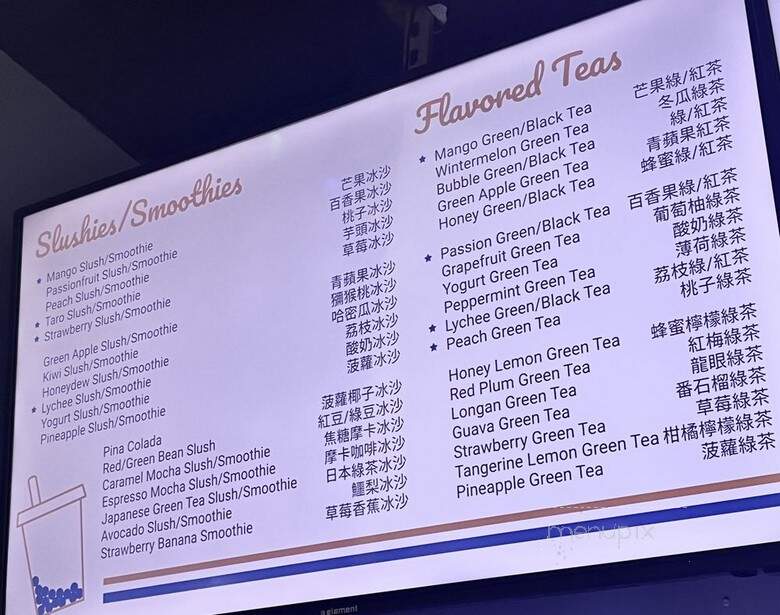 Slushies/Smoothies
★ Mango Slush/Smoothie 芒果冰沙
Passionfruit Slush/Smoothie 百香果冰沙
Peach Slush/Smoothie 桃子冰沙
★ Taro Slush/Smoothie 芋頭冰沙
★ Strawberry Slush/Smoothie 草莓冰沙
Green Apple Slush/Smoothie 青蘋果冰沙
Kiwi Slush/Smoothie 獼猴桃冰沙
Honeydew Slush/Smoothie 哈密瓜冰沙
★ Lychee Slush/Smoothie 荔枝冰沙
Yogurt Slush/Smoothie 酸奶冰沙
Pineapple Slush/Smoothie 菠蘿冰沙
Pina Colada 菠蘿椰子冰沙
Red/Green Bean Slush 紅豆/綠豆冰沙
Caramel Mocha Slush/Smoothie 焦糖摩卡冰沙
Espresso Mocha Slush/Smoothie 摩卡咖啡冰沙
Japanese Green Tea Slush/Smoothie 日本綠茶冰沙
Avocado Slush/Smoothie 鱷梨冰沙
Strawberry Banana Smoothie 草莓香蕉冰沙
Flavored Teas
★ Mango Green/Black Tea 芒果綠/紅茶
Wintermelon Green Tea 冬瓜綠茶
Bubble Green/Black Tea 綠/紅茶
Green Apple Green Tea 青蘋果紅茶
Honey Green/Black Tea 蜂蜜綠/紅茶
★ Passion Green/Black Tea 百香果綠/紅茶
Grapefruit Green Tea 葡萄柚綠茶
Yogurt Green Tea 酸奶綠茶
Peppermint Green Tea 薄荷綠茶
★ Lychee Green/Black Tea 荔枝綠/紅茶
★ Peach Green Tea 桃子綠茶
Honey Lemon Green Tea 蜂蜜檸檬綠茶
Red Plum Green Tea 紅梅綠茶
Longan Green Tea 龍眼綠茶
Guava Green Tea 番石榴綠茶
Strawberry Green Tea 草莓綠茶
Tangerine Lemon Green Tea 柑橘檸檬綠茶
Pineapple Green Tea 菠蘿綠茶
menupix
element